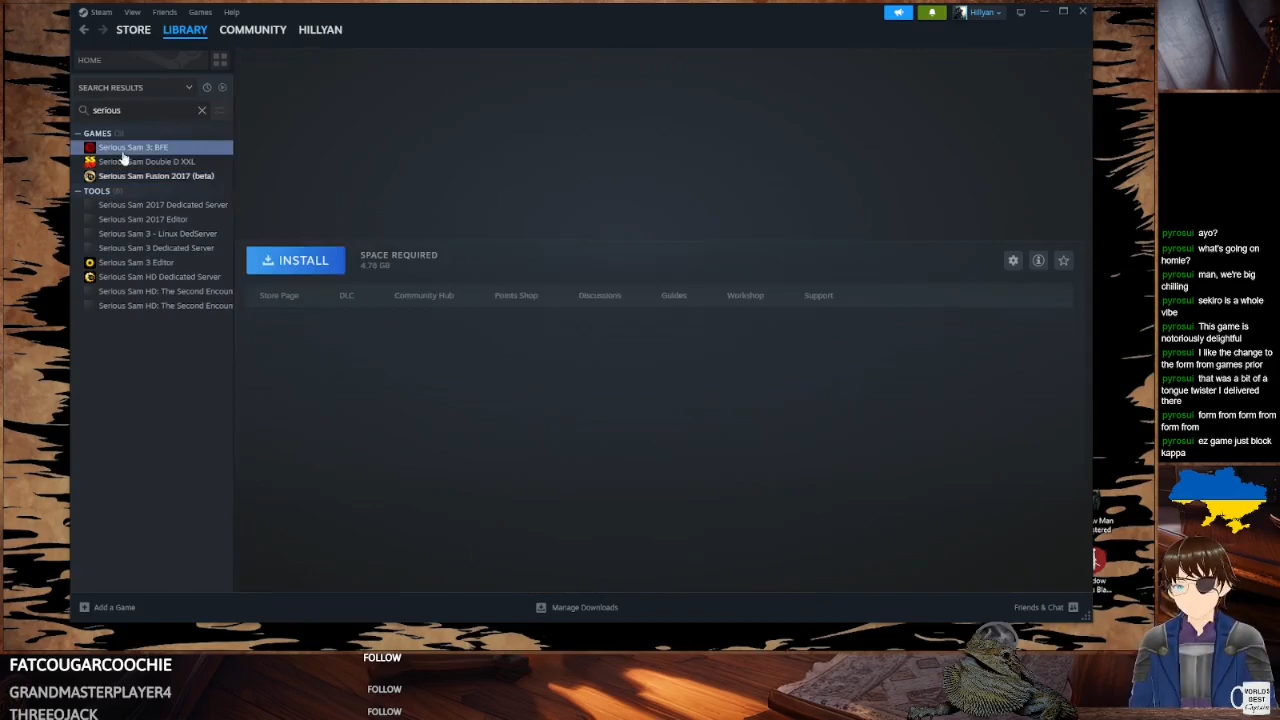 Steam View Friends Games Help
Hillyan
STORE LIBRARY COMMUNITY HILLYAN
HOME
SEARCH RESULTS
serious
GAMES (3)
Serious Sam 3: BFE
Serious Sam Double D XXL
Serious Sam Fusion 2017 (beta)
TOOLS
Serious Sam 2017 Dedicated Server
Serious Sam 2017 Editor
Serious Sam 3 - Linux DedServer
Serious Sam 3 Dedicated Server
Serious Sam 3 Editor
Serious Sam HD Dedicated Server
Serious Sam HD: The Second Encoun
Serious Sam HD: The Second Encoun
INSTALL
SPACE REQUIRED
4.78 GB
Store Page DLC Community Hub Points Shop Discussions Guides Workshop Support
Add a Game
Manage Downloads
Friends & Chat
pyrosui ayo?
pyrosui what's going on
homie?
pyrosui man, we're big
chilling
pyrosui sekiro is a whole
vibe
pyrosui This game is
notoriously delightful
pyrosui I like the change to
the form from games prior
pyrosui that was a bit of a
tongue twister I delivered
there
pyrosui form from form from
form from
pyrosui ez game just block
kappa
FATCOUGARCOOCHIE FOLLOW
GRANDMASTERPLAYER4 FOLLOW
THREEOJACK FOLLOW
WORLD'S
BEST
Captain